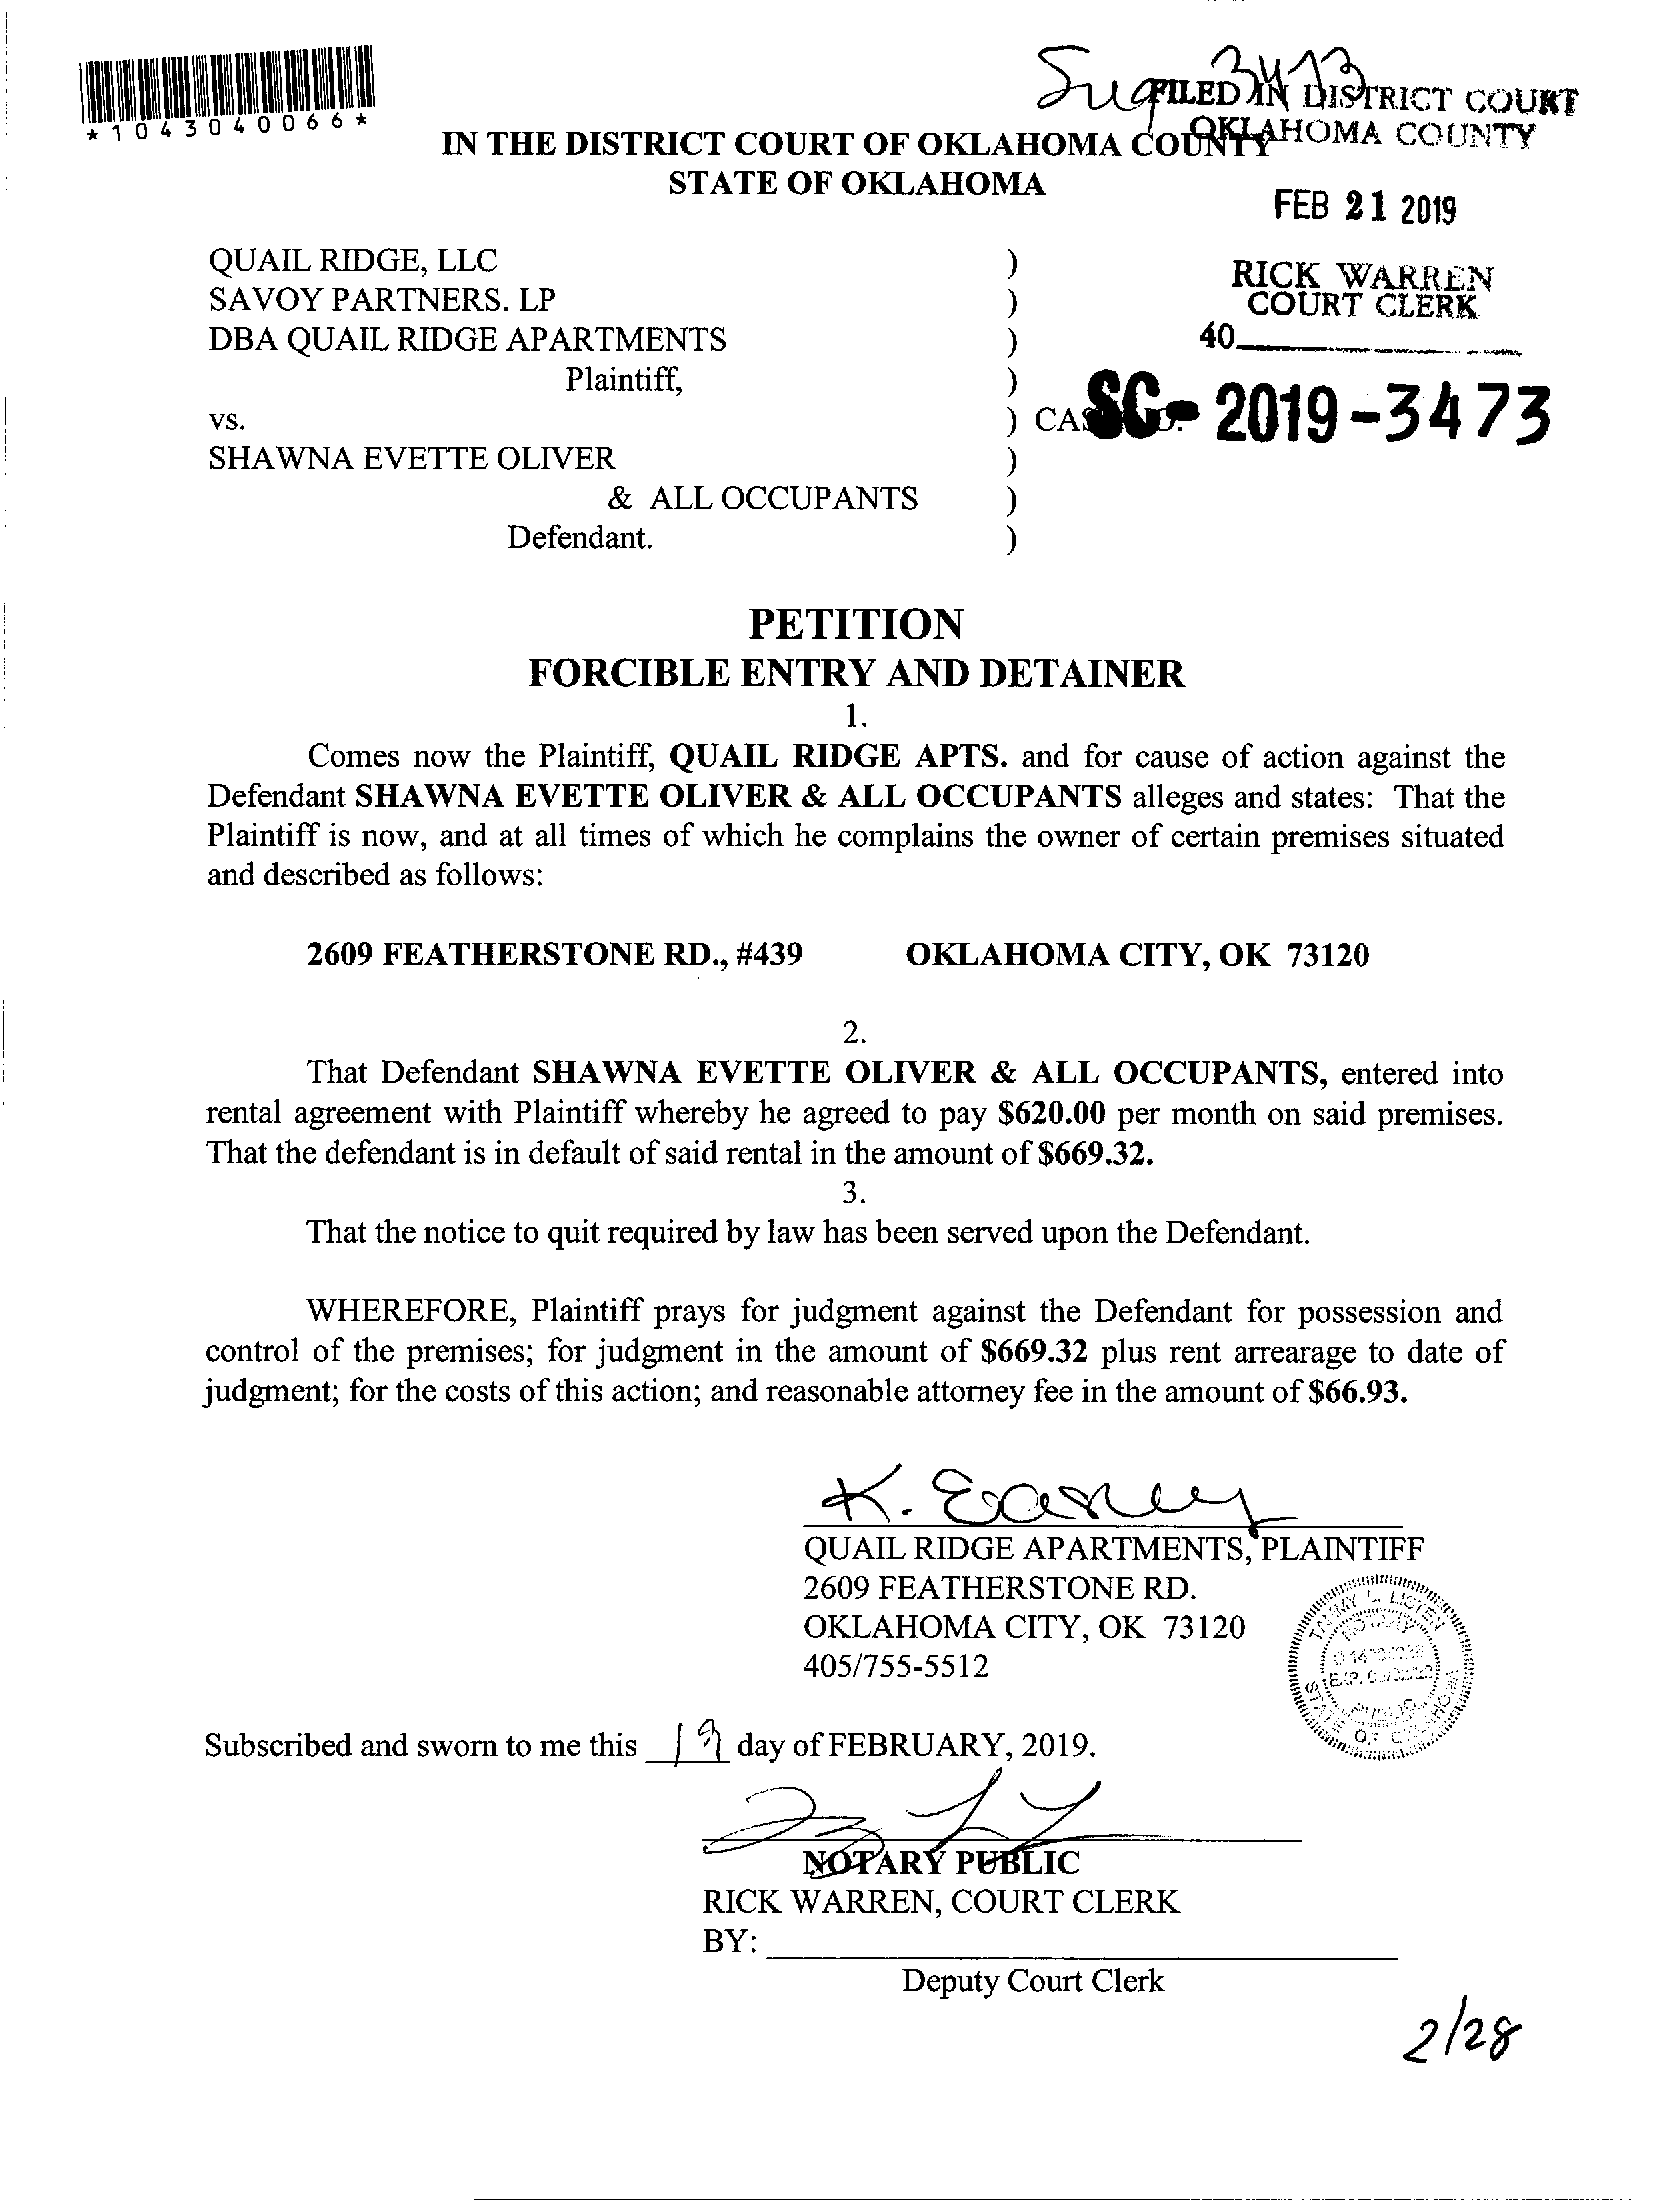 *1043040066*
3473
FILED IN DISTRICT COURT
OKLAHOMA COUNTY
IN THE DISTRICT COURT OF OKLAHOMA COUNTY
STATE OF OKLAHOMA
FEB 21 2019
QUAIL RIDGE, LLC )
SAVOY PARTNERS. LP )
DBA QUAIL RIDGE APARTMENTS )
Plaintiff, )
RICK WARREN
COURT CLERK
40
vs. ) CA SC- 2019-3473
SHAWNA EVETTE OLIVER )
& ALL OCCUPANTS )
Defendant. )
PETITION
FORCIBLE ENTRY AND DETAINER
1.
Comes now the Plaintiff, QUAIL RIDGE APTS. and for cause of action against the
Defendant SHAWNA EVETTE OLIVER & ALL OCCUPANTS alleges and states: That the
Plaintiff is now, and at all times of which he complains the owner of certain premises situated
and described as follows:
2609 FEATHERSTONE RD., #439 OKLAHOMA CITY, OK 73120
2.
That Defendant SHAWNA EVETTE OLIVER & ALL OCCUPANTS, entered into
rental agreement with Plaintiff whereby he agreed to pay $620.00 per month on said premises.
That the defendant is in default of said rental in the amount of $669.32.
3.
That the notice to quit required by law has been served upon the Defendant.
WHEREFORE, Plaintiff prays for judgment against the Defendant for possession and
control of the premises; for judgment in the amount of $669.32 plus rent arrearage to date of
judgment; for the costs of this action; and reasonable attorney fee in the amount of $66.93.
K.
QUAIL RIDGE APARTMENTS, PLAINTIFF
2609 FEATHERSTONE RD.
OKLAHOMA CITY, OK 73120
405/755-5512
TAMMY L. LISTEN
STATE OF OKLAHOMA
Subscribed and sworn to me this 19 day of FEBRUARY, 2019.
NOTARY PUBLIC
RICK WARREN, COURT CLERK
BY:
Deputy Court Clerk
2/28